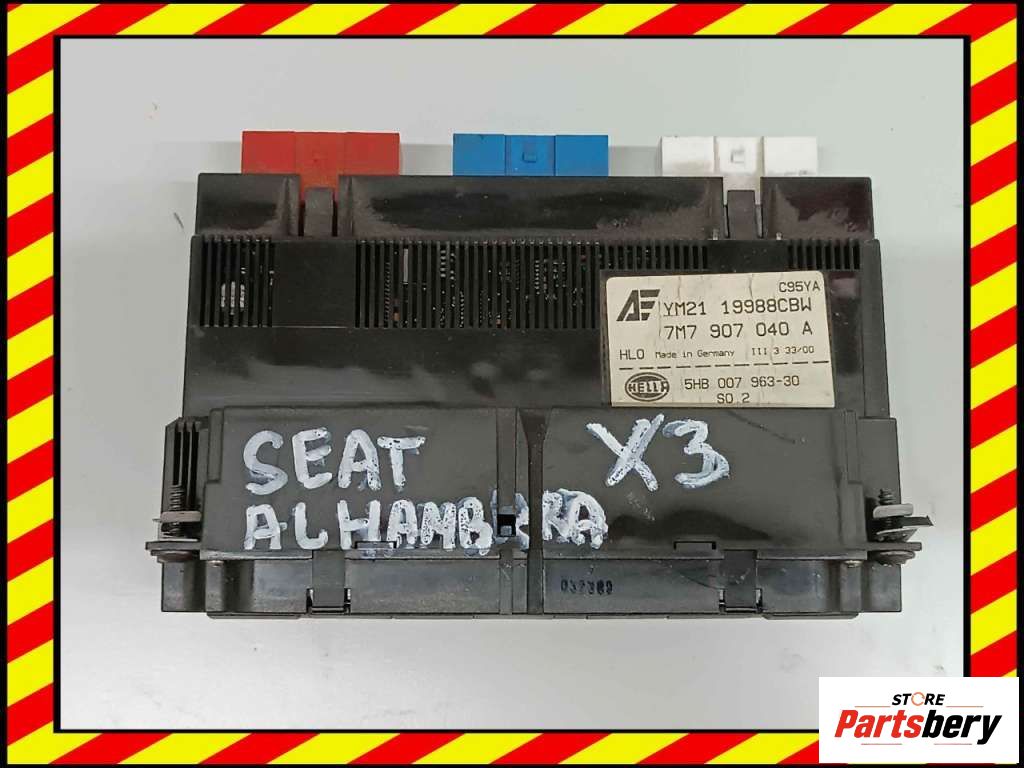 C95YA
AE YM21 19988CBW
7M7 907 040 A
HLO Made in Germany III 3 33/00
HELLA 5HB 007 963-30
SO.2
SEAT X3
ALHAMBRA
STORE
Partsbery